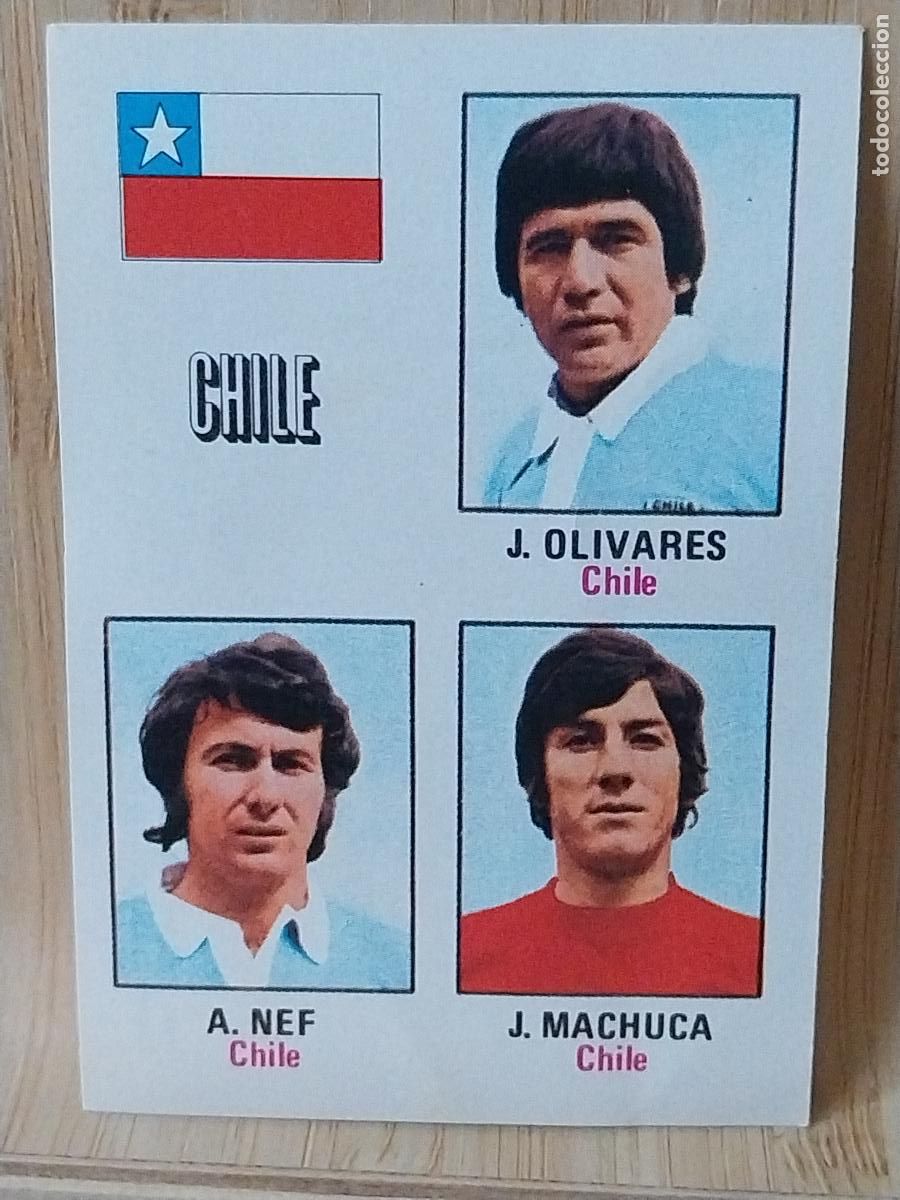 CHILE
J. OLIVARES
Chile
A. NEF
Chile
J. MACHUCA
Chile
todocoleccion